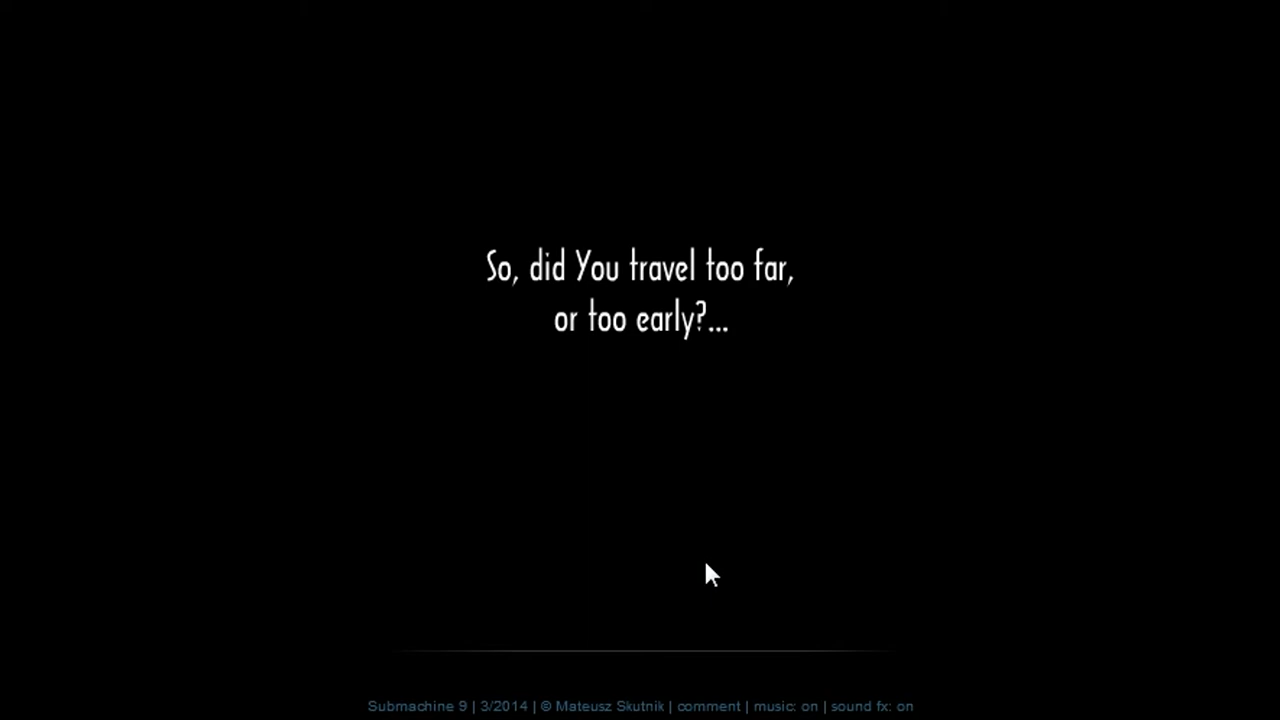 So, did You travel too far,
or too early?...
Submachine 9 | 3/2014 | © Mateusz Skutnik | comment | music: on | sound fx: on